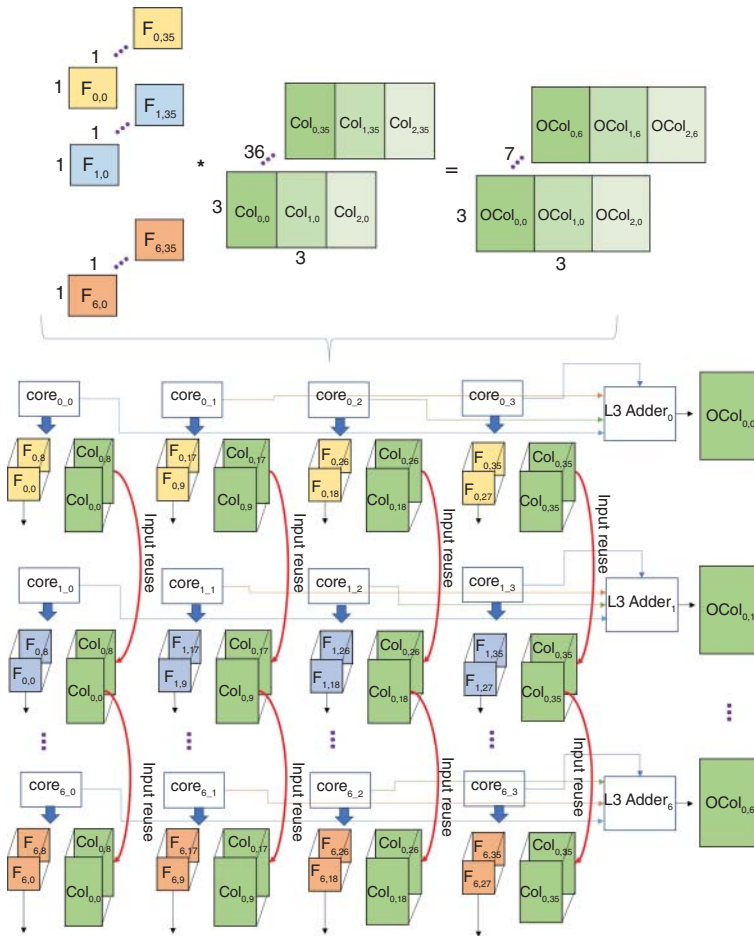 F0,35
1
1 F0,0
F1,35
1
1 F1,0
F6,35
1
1 F6,0
*
Col0,35 Col1,35 Col2,35
36
3 Col0,0 Col1,0 Col2,0
3
=
OCol0,6 OCol1,6 OCol2,6
7
3 OCol0,0 OCol1,0 OCol2,0
3
core0_0 core0_1 core0_2 core0_3 L3 Adder0 OCol0,0
F0,8 Col0,8 F0,17 Col0,17 F0,26 Col0,26 F0,35 Col0,35
F0,0 Col0,0 F0,9 Col0,9 F0,18 Col0,18 F0,27 Col0,35
Input reuse Input reuse Input reuse Input reuse
core1_0 core1_1 core1_2 core1_3 L3 Adder1 OCol0,1
F0,8 Col0,8 F1,17 Col0,17 F1,26 Col0,26 F1,35 Col0,35
F0,0 Col0,0 F1,9 Col0,9 F1,18 Col0,18 F1,27 Col0,35
Input reuse Input reuse Input reuse Input reuse
core6_0 core6_1 core6_2 core6_3 L3 Adder6 OCol0,6
F6,8 Col0,8 F6,17 Col0,17 F6,26 Col0,26 F6,35 Col0,35
F6,0 Col0,0 F6,9 Col0,9 F6,18 Col0,18 F6,27 Col0,35